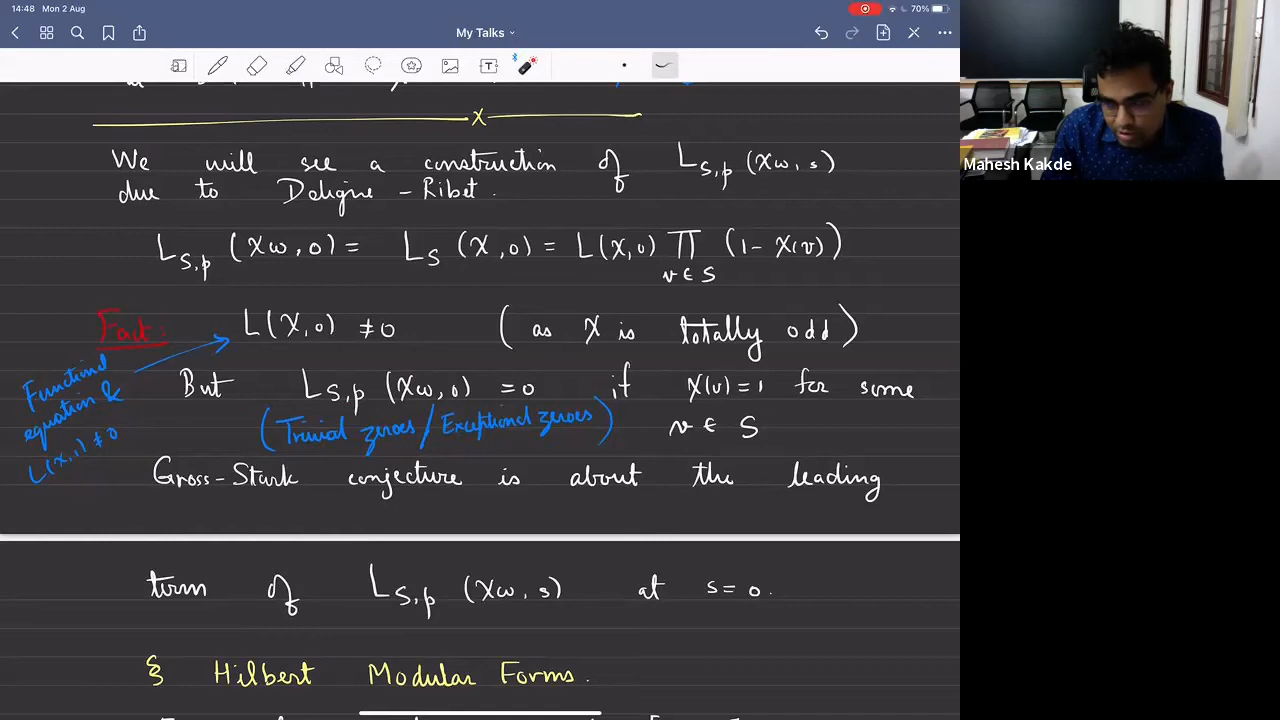 14:48 Mon 2 Aug
70%
My Talks
Mahesh Kakde
X
We will see a construction of L_{S,p} (χω, s)
due to Deligne - Ribet.
L_{S,p} (χω, 0) = L_S (χ, 0) = L(χ, 0) ∏_{v ∈ S} (1 - χ(v))
Fact: L(χ, 0) ≠ 0 (as χ is totally odd)
Functional equation & L(χ, 1) ≠ 0
But L_{S,p} (χω, 0) = 0 if χ(v) = 1 for some
(Trivial zeroes / Exceptional zeroes) v ∈ S
Gross-Stark conjecture is about the leading
term of L_{S,p} (χω, s) at s = 0.
§ Hilbert Modular Forms.